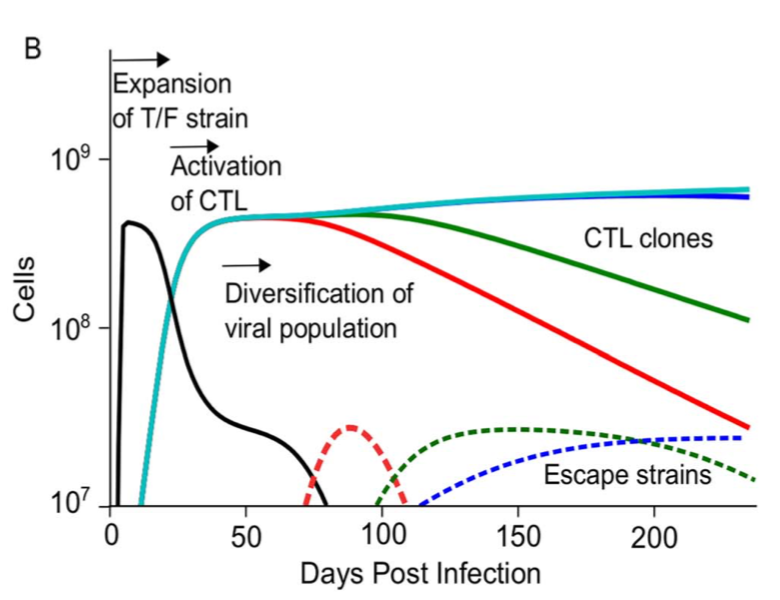 B
Expansion
of T/F strain
Activation
of CTL
Diversification of
viral population
CTL clones
Escape strains
Cells
10⁹
10⁸
10⁷
0 50 100 150 200
Days Post Infection